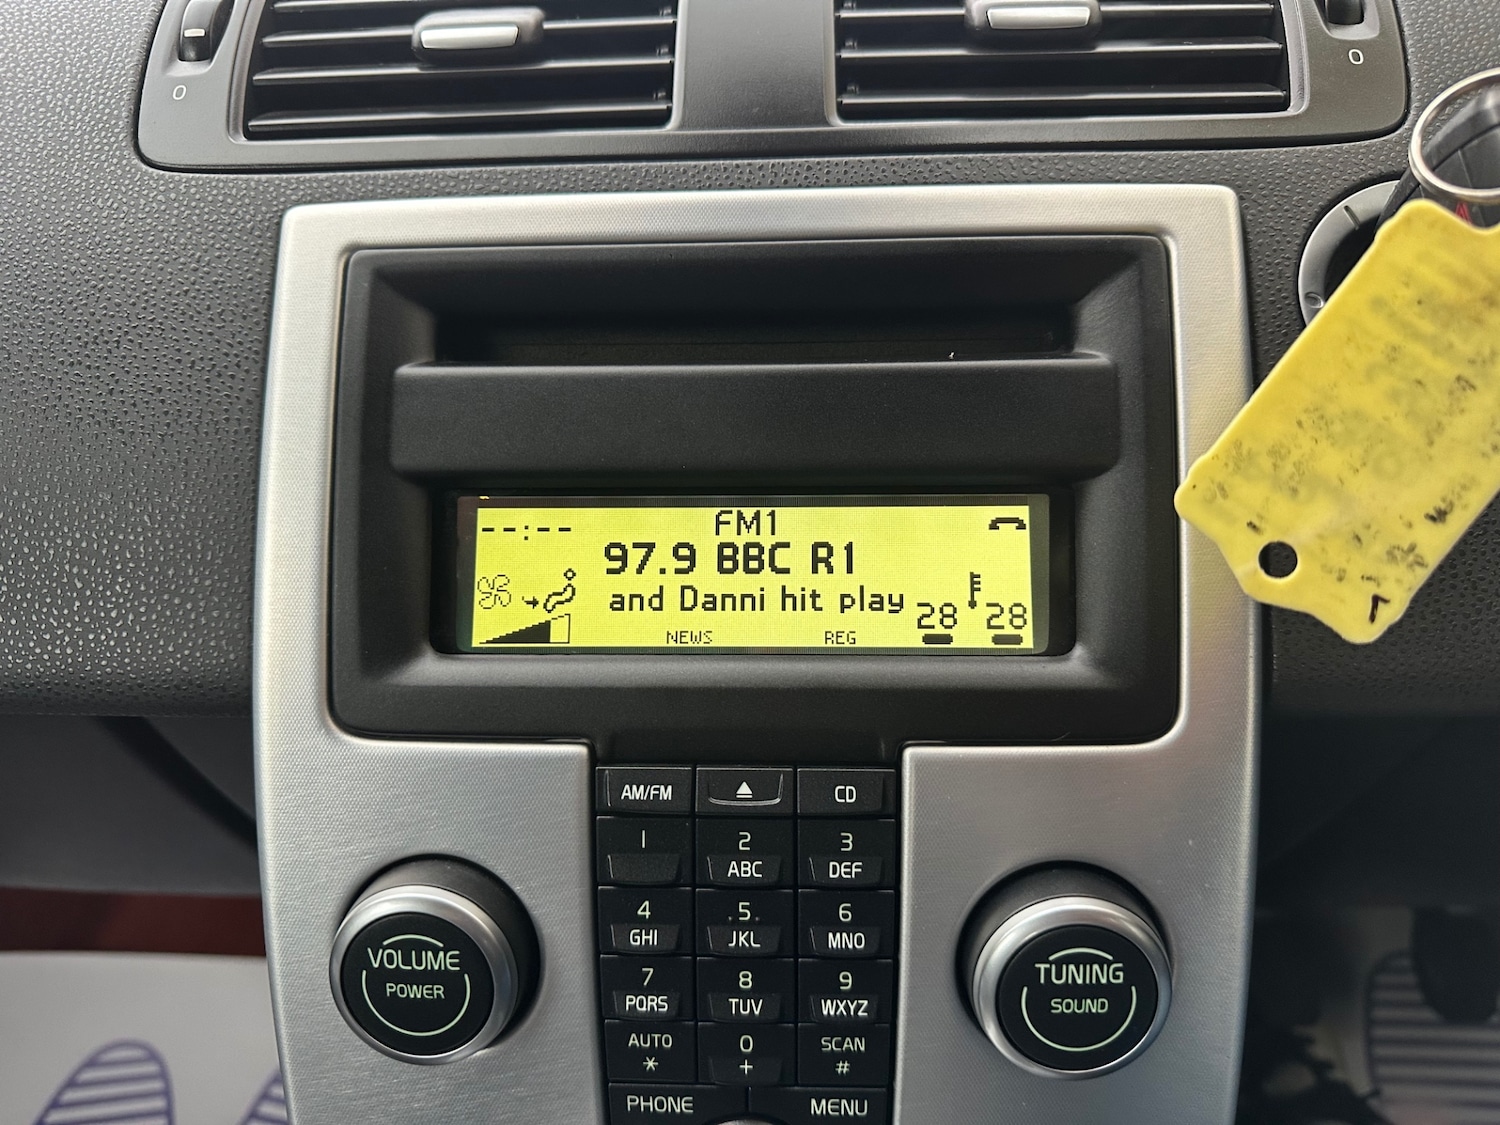 0
0
--:--
FM1
97.9 BBC R1
and Danni hit play
28
28
NEWS
REG
AM/FM
CD
1
2
ABC
3
DEF
4
GHI
5
JKL
6
MNO
7
PQRS
8
TUV
9
WXYZ
AUTO
*
0
+
SCAN
#
PHONE
MENU
VOLUME
POWER
TUNING
SOUND